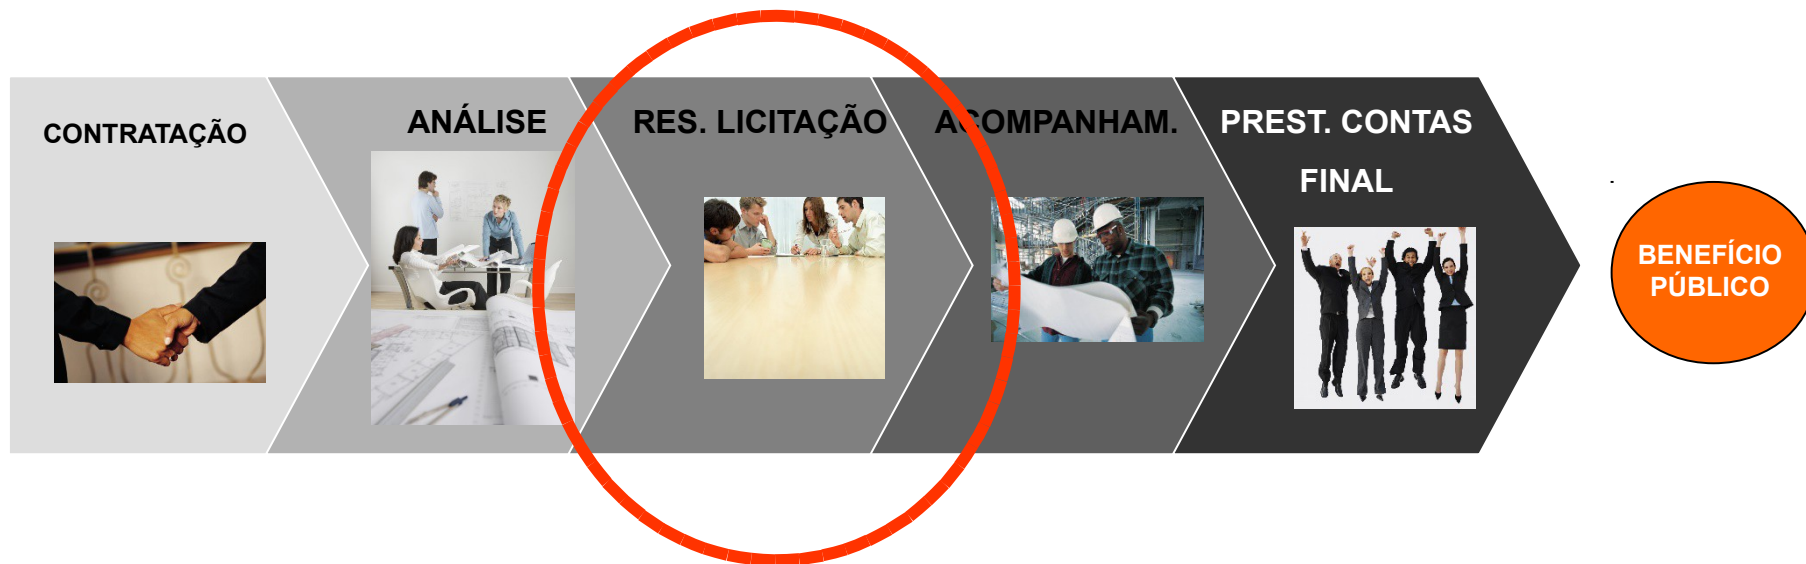 CONTRATAÇÃO
ANÁLISE
RES. LICITAÇÃO
ACOMPANHAM.
PREST. CONTAS
FINAL
BENEFÍCIO
PÚBLICO